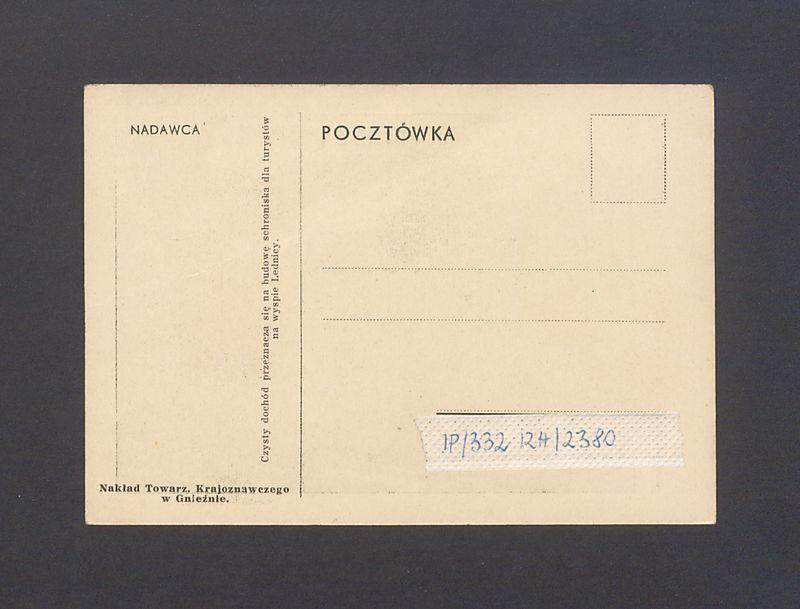 NADAWCA
Czysty dochód przeznacza się na budowę schroniska dla turystów
na wyspie Lednicy.
Nakład Towarz. Krajoznawczego
w Gnieźnie.
POCZTÓWKA
IP/332 12H/2380